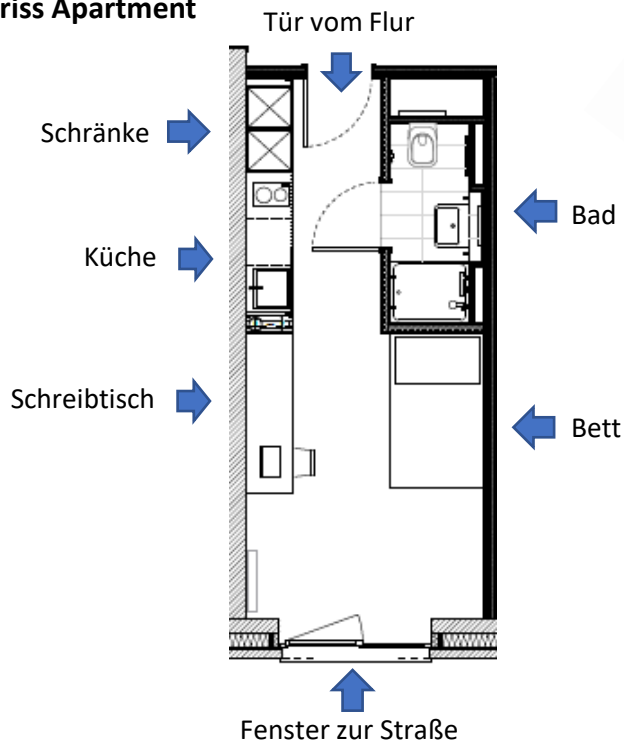 riss Apartment
Tür vom Flur
Schränke
Bad
Küche
Schreibtisch
Bett
Fenster zur Straße